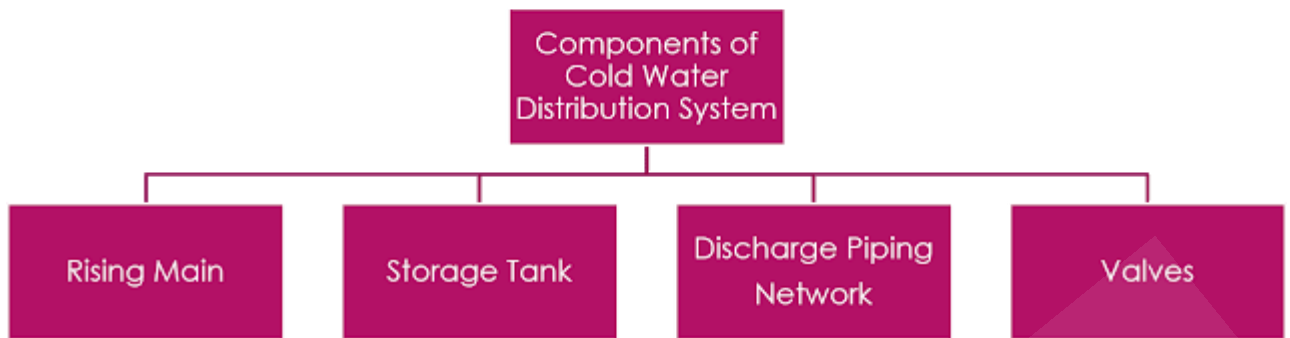 Components of
Cold Water
Distribution System
Rising Main
Storage Tank
Discharge Piping
Network
Valves